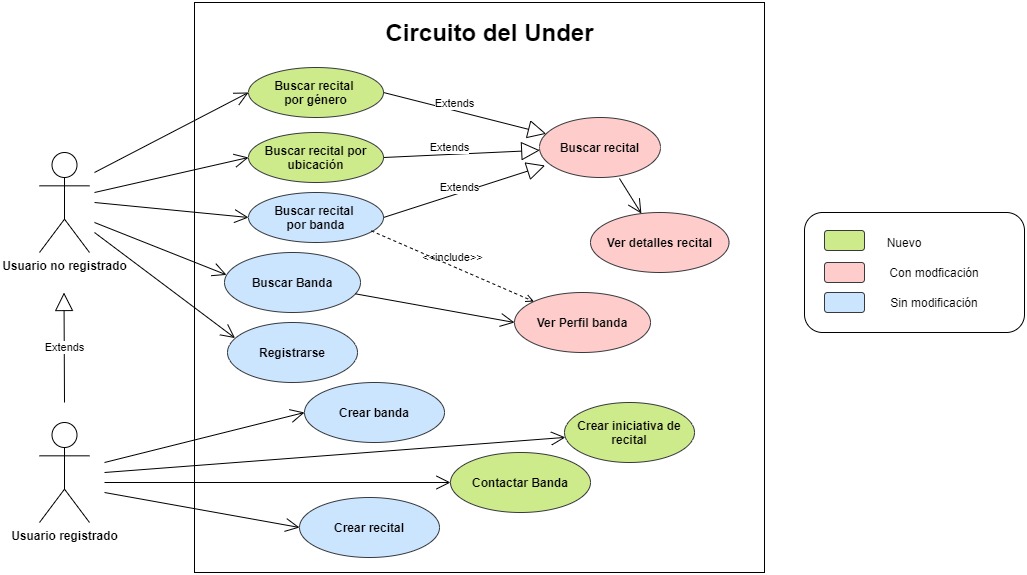 Circuito del Under
Buscar recital
por género
Extends
Buscar recital por
ubicación
Extends
Buscar recital
Buscar recital
por banda
Extends
Ver detalles recital
Usuario no registrado
Buscar Banda
<<include>>
Ver Perfil banda
Registrarse
Extends
Crear banda
Crear iniciativa de
recital
Contactar Banda
Crear recital
Usuario registrado
Nuevo
Con modficación
Sin modificación